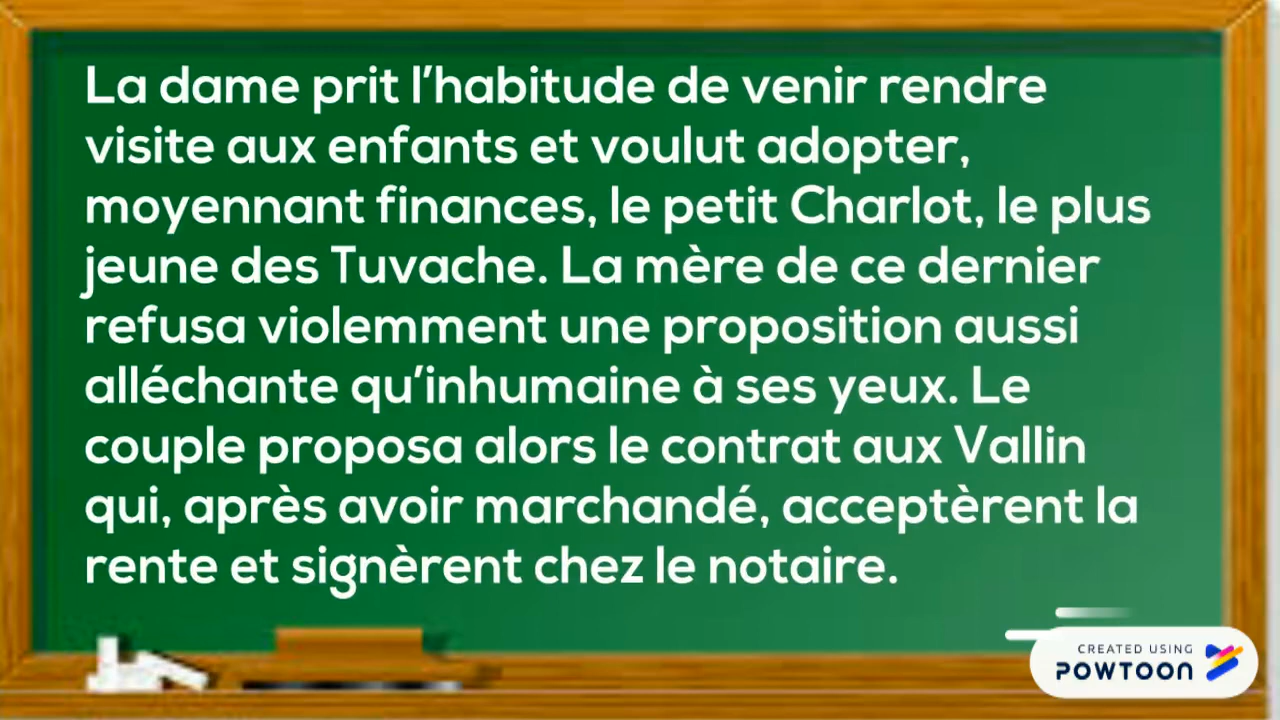 La dame prit l’habitude de venir rendre
visite aux enfants et voulut adopter,
moyennant finances, le petit Charlot, le plus
jeune des Tuvache. La mère de ce dernier
refusa violemment une proposition aussi
alléchante qu’inhumaine à ses yeux. Le
couple proposa alors le contrat aux Vallin
qui, après avoir marchandé, acceptèrent la
rente et signèrent chez le notaire.
CREATED USING
POWTOON